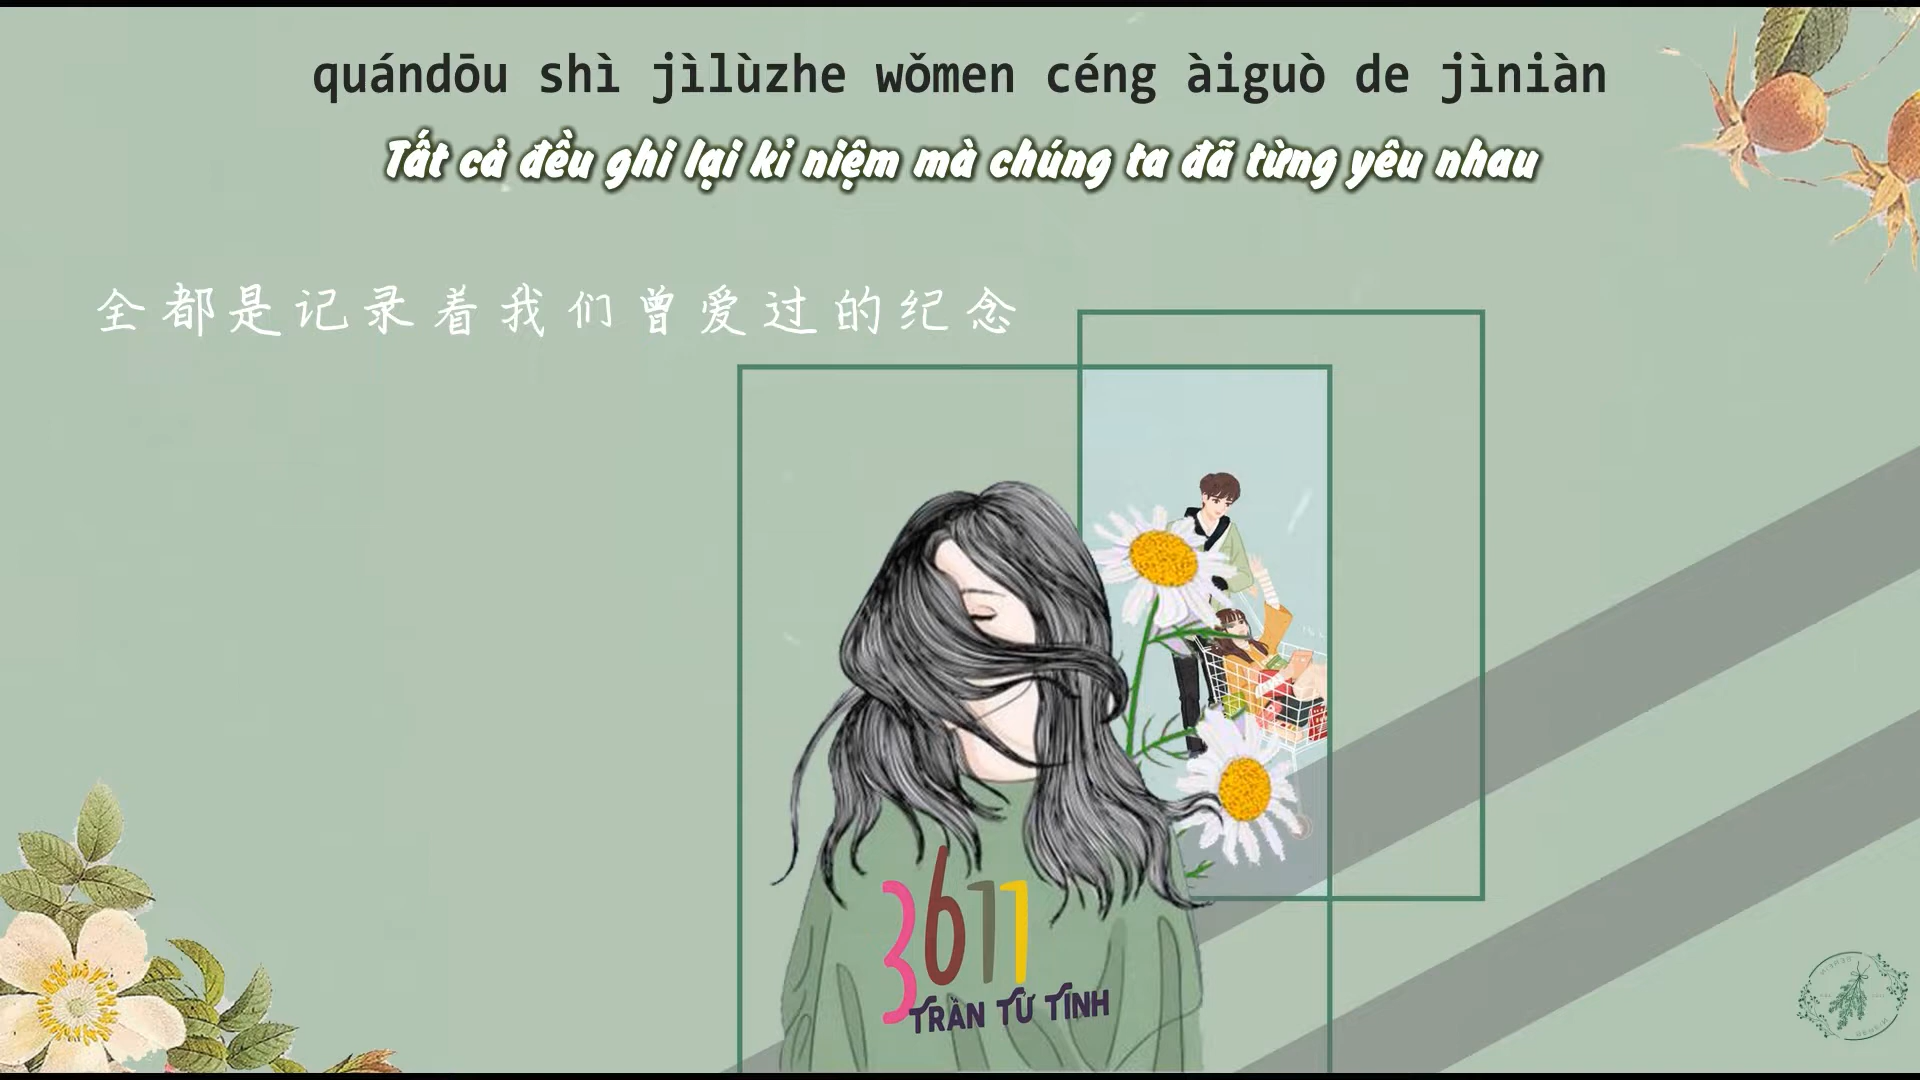 quándōu shì jìlùzhe wǒmen céng àiguò de jìniàn
Tất cả đều ghi lại kỉ niệm mà chúng ta đã từng yêu nhau
全都是记录着我们曾爱过的纪念
3611
TRẦN TỬ TÍNH